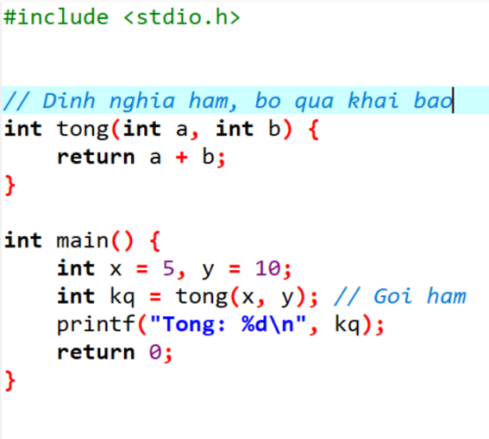 #include <stdio.h>
// Dinh nghia ham, bo qua khai bao
int tong(int a, int b) {
    return a + b;
}
int main() {
    int x = 5, y = 10;
    int kq = tong(x, y); // Goi ham
    printf("Tong: %d\n", kq);
    return 0;
}